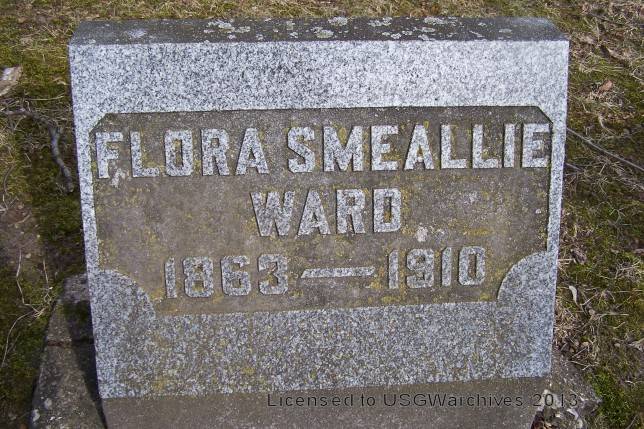 FLORA SMEALLIE
WARD
1863 — 1910
Licensed to USGWarchives 2013